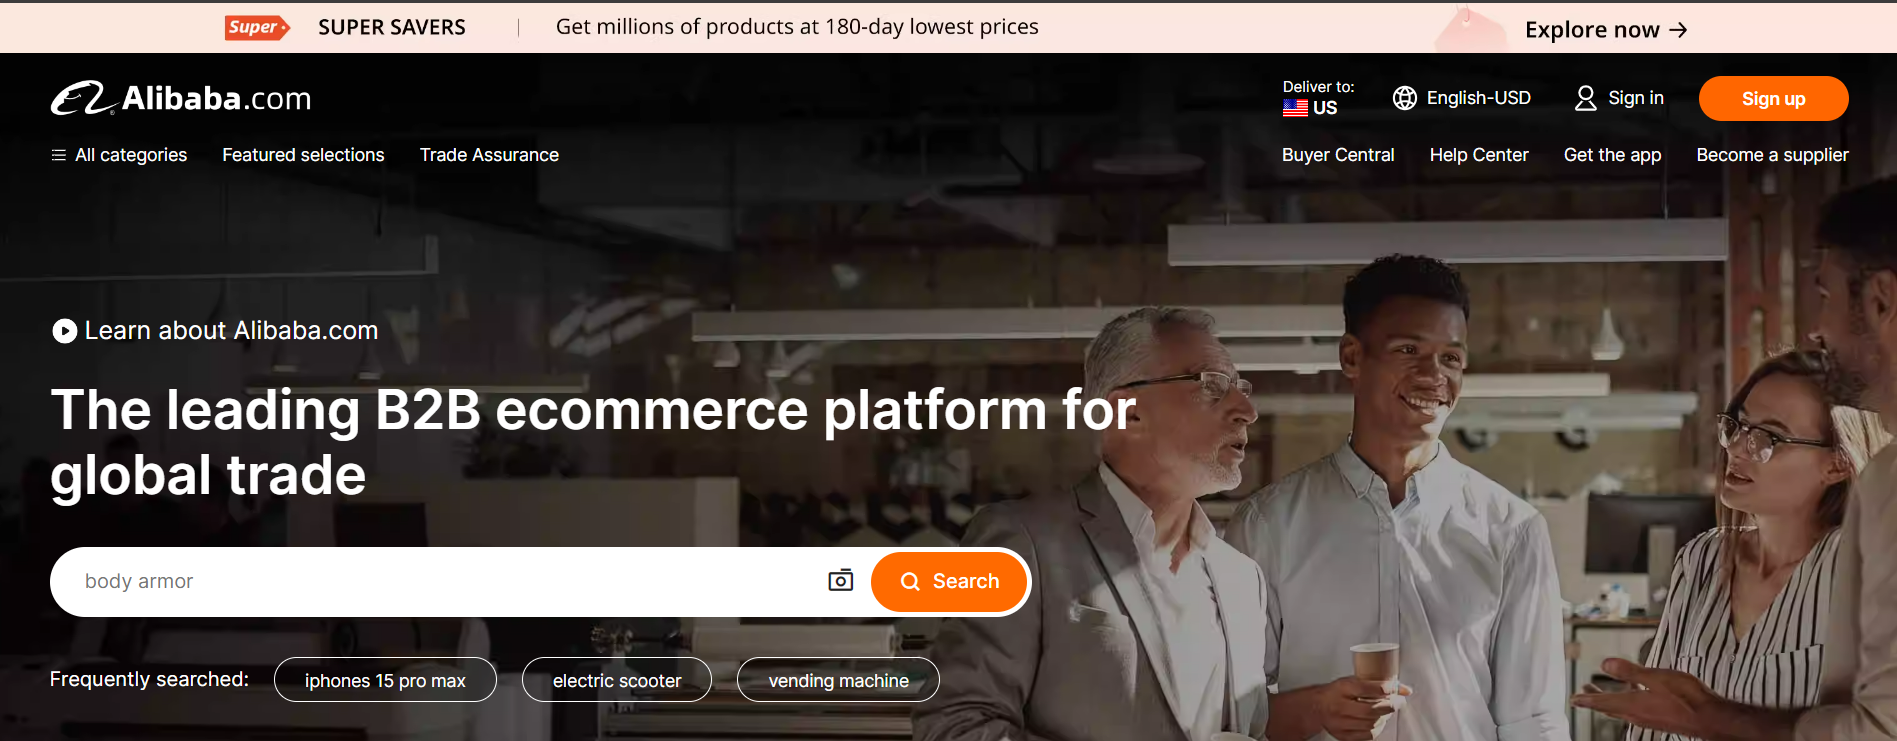 Super
SUPER SAVERS
Get millions of products at 180-day lowest prices
Explore now →
Alibaba.com
Deliver to:
US
English-USD
Sign in
Sign up
All categories
Featured selections
Trade Assurance
Buyer Central
Help Center
Get the app
Become a supplier
Learn about Alibaba.com
The leading B2B ecommerce platform for
global trade
body armor
Search
Frequently searched:
iphones 15 pro max
electric scooter
vending machine